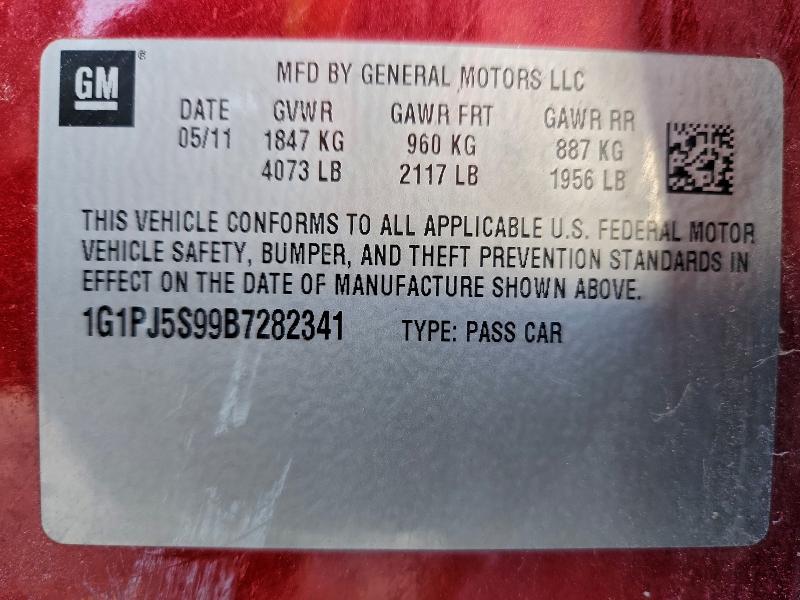 GM®
MFD BY GENERAL MOTORS LLC
DATE GVWR GAWR FRT GAWR RR
05/11 1847 KG 960 KG 887 KG
4073 LB 2117 LB 1956 LB
THIS VEHICLE CONFORMS TO ALL APPLICABLE U.S. FEDERAL MOTOR
VEHICLE SAFETY, BUMPER, AND THEFT PREVENTION STANDARDS IN
EFFECT ON THE DATE OF MANUFACTURE SHOWN ABOVE.
1G1PJ5S99B7282341 TYPE: PASS CAR